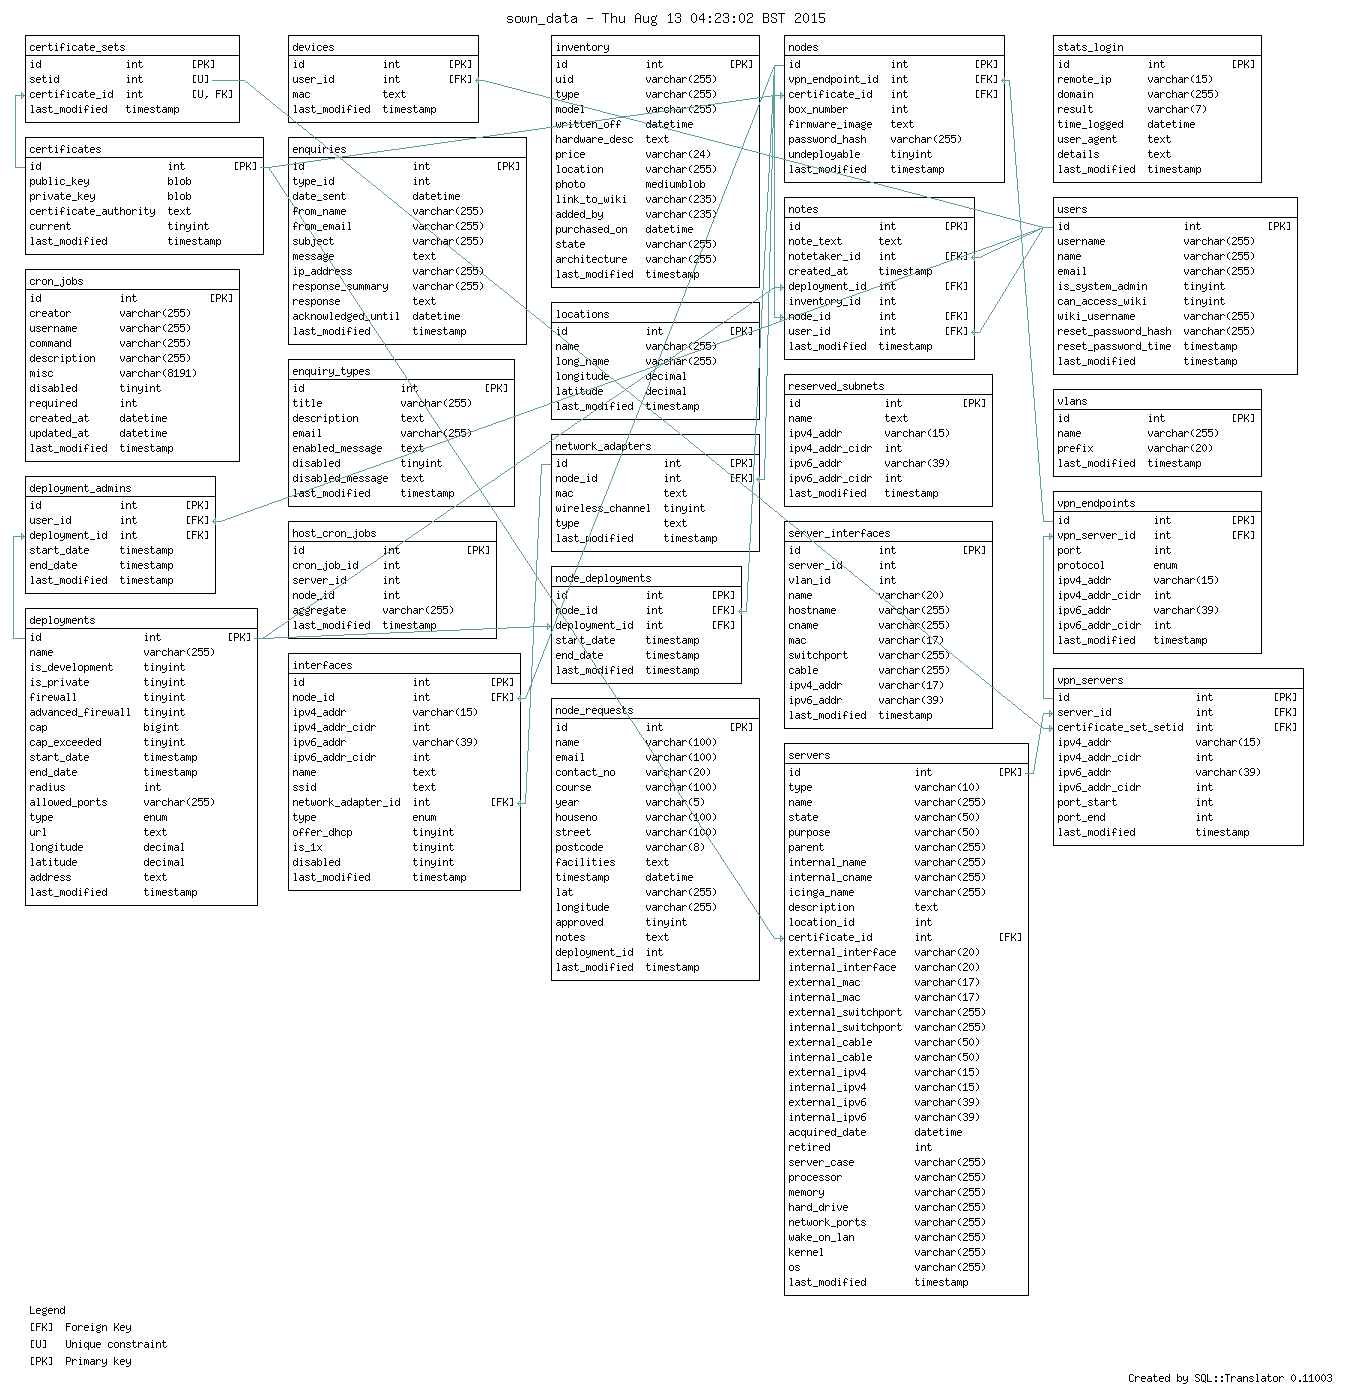 sown_data - Thu Aug 13 04:23:02 BST 2015
certificate_sets
id int [PK]
setid int [U]
certificate_id int [U, FK]
last_modified timestamp
certificates
id int [PK]
public_key blob
private_key blob
certificate_authority text
current tinyint
last_modified timestamp
cron_jobs
id int [PK]
creator varchar(255)
username varchar(255)
command varchar(255)
description varchar(255)
misc varchar(8191)
disabled tinyint
required int
created_at datetime
updated_at datetime
last_modified timestamp
deployment_admins
id int [PK]
user_id int [FK]
deployment_id int [FK]
start_date timestamp
end_date timestamp
last_modified timestamp
deployments
id int [PK]
name varchar(255)
is_development tinyint
is_private tinyint
firewall tinyint
advanced_firewall tinyint
cap bigint
cap_exceeded tinyint
start_date timestamp
end_date timestamp
radius int
allowed_ports varchar(255)
type enum
url text
longitude decimal
latitude decimal
address text
last_modified timestamp
devices
id int [PK]
user_id int [FK]
mac text
last_modified timestamp
enquiries
id int [PK]
type_id int
date_sent datetime
from_name varchar(255)
from_email varchar(255)
subject varchar(255)
message text
ip_address varchar(255)
response_summary varchar(255)
response text
acknowledged_until datetime
last_modified timestamp
enquiry_types
id int [PK]
title varchar(255)
description text
email varchar(255)
enabled_message text
disabled tinyint
disabled_message text
last_modified timestamp
host_cron_jobs
id int [PK]
cron_job_id int
server_id int
node_id int
aggregate varchar(255)
last_modified timestamp
interfaces
id int [PK]
node_id int [FK]
ipv4_addr varchar(15)
ipv4_addr_cidr int
ipv6_addr varchar(39)
ipv6_addr_cidr int
name text
ssid text
network_adapter_id int [FK]
type enum
offer_dhcp tinyint
is_1x tinyint
disabled tinyint
last_modified timestamp
inventory
id int [PK]
uid varchar(255)
type varchar(255)
model varchar(255)
written_off datetime
hardware_desc text
price varchar(24)
location varchar(255)
photo mediumblob
link_to_wiki varchar(235)
added_by varchar(235)
purchased_on datetime
state varchar(255)
architecture varchar(255)
last_modified timestamp
locations
id int [PK]
name varchar(255)
long_name varchar(255)
longitude decimal
latitude decimal
last_modified timestamp
network_adapters
id int [PK]
node_id int [FK]
mac text
wireless_channel tinyint
type text
last_modified timestamp
node_deployments
id int [PK]
node_id int [FK]
deployment_id int [FK]
start_date timestamp
end_date timestamp
last_modified timestamp
node_requests
id int [PK]
name varchar(100)
email varchar(100)
contact_no varchar(20)
course varchar(100)
year varchar(5)
houseno varchar(100)
street varchar(100)
postcode varchar(8)
facilities text
timestamp datetime
lat varchar(255)
longitude varchar(255)
approved tinyint
notes text
deployment_id int
last_modified timestamp
nodes
id int [PK]
vpn_endpoint_id int [FK]
certificate_id int [FK]
box_number int
firmware_image text
password_hash varchar(255)
undeployable tinyint
last_modified timestamp
notes
id int [PK]
note_text text
notetaker_id int [FK]
created_at timestamp
deployment_id int [FK]
inventory_id int
node_id int [FK]
user_id int [FK]
last_modified timestamp
reserved_subnets
id int [PK]
name text
ipv4_addr varchar(15)
ipv4_addr_cidr int
ipv6_addr varchar(39)
ipv6_addr_cidr int
last_modified timestamp
server_interfaces
id int [PK]
server_id int
vlan_id int
name varchar(20)
hostname varchar(255)
cname varchar(255)
mac varchar(17)
switchport varchar(255)
cable varchar(255)
ipv4_addr varchar(17)
ipv6_addr varchar(39)
last_modified timestamp
servers
id int [PK]
type varchar(10)
name varchar(255)
state varchar(50)
purpose varchar(50)
parent varchar(255)
internal_name varchar(255)
internal_cname varchar(255)
icinga_name varchar(255)
description text
location_id int
certificate_id int [FK]
external_interface varchar(20)
internal_interface varchar(20)
external_mac varchar(17)
internal_mac varchar(17)
external_switchport varchar(255)
internal_switchport varchar(255)
external_cable varchar(50)
internal_cable varchar(50)
external_ipv4 varchar(15)
internal_ipv4 varchar(15)
external_ipv6 varchar(39)
internal_ipv6 varchar(39)
acquired_date datetime
retired int
server_case varchar(255)
processor varchar(255)
memory varchar(255)
hard_drive varchar(255)
network_ports varchar(255)
wake_on_lan varchar(255)
kernel varchar(255)
os varchar(255)
last_modified timestamp
stats_login
id int [PK]
remote_ip varchar(15)
domain varchar(255)
result varchar(7)
time_logged datetime
user_agent text
details text
last_modified timestamp
users
id int [PK]
username varchar(255)
name varchar(255)
email varchar(255)
is_system_admin tinyint
can_access_wiki tinyint
wiki_username varchar(255)
reset_password_hash varchar(255)
reset_password_time timestamp
last_modified timestamp
vlans
id int [PK]
name varchar(255)
prefix varchar(20)
last_modified timestamp
vpn_endpoints
id int [PK]
vpn_server_id int [FK]
port int
protocol enum
ipv4_addr varchar(15)
ipv4_addr_cidr int
ipv6_addr varchar(39)
ipv6_addr_cidr int
last_modified timestamp
vpn_servers
id int [PK]
server_id int [FK]
certificate_set_setid int [FK]
ipv4_addr varchar(15)
ipv4_addr_cidr int
ipv6_addr varchar(39)
ipv6_addr_cidr int
port_start int
port_end int
last_modified timestamp
Legend
[FK] Foreign Key
[U] Unique constraint
[PK] Primary key
Created by SQL::Translator 0.11003